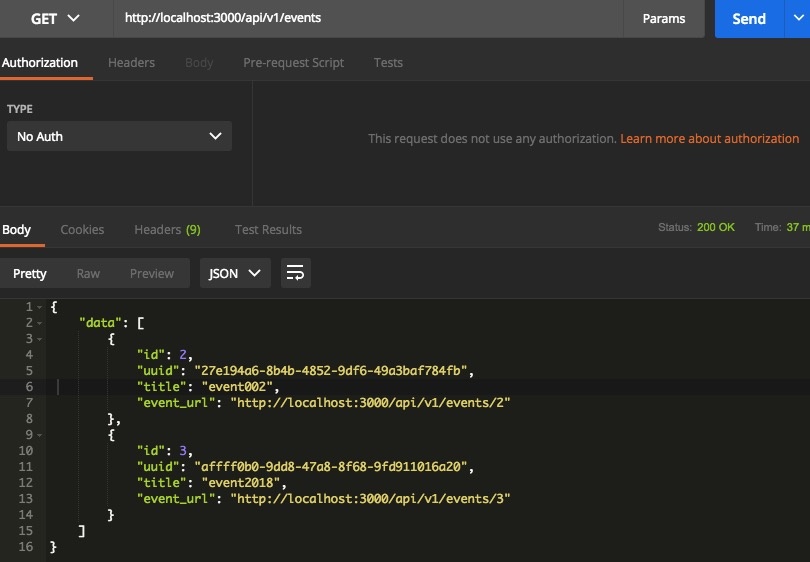 GET http://localhost:3000/api/v1/events Params Send
Authorization Headers Body Pre-request Script Tests
TYPE
No Auth
This request does not use any authorization. Learn more about authorization
Body Cookies Headers (9) Test Results Status: 200 OK Time: 37 m
Pretty Raw Preview JSON
1 {
2 "data": [
3 {
4 "id": 2,
5 "uuid": "27e194a6-8b4b-4852-9df6-49a3baf784fb",
6 "title": "event002",
7 "event_url": "http://localhost:3000/api/v1/events/2"
8 },
9 {
10 "id": 3,
11 "uuid": "affff0b0-9dd8-47a8-8f68-9fd911016a20",
12 "title": "event2018",
13 "event_url": "http://localhost:3000/api/v1/events/3"
14 }
15 ]
16 }